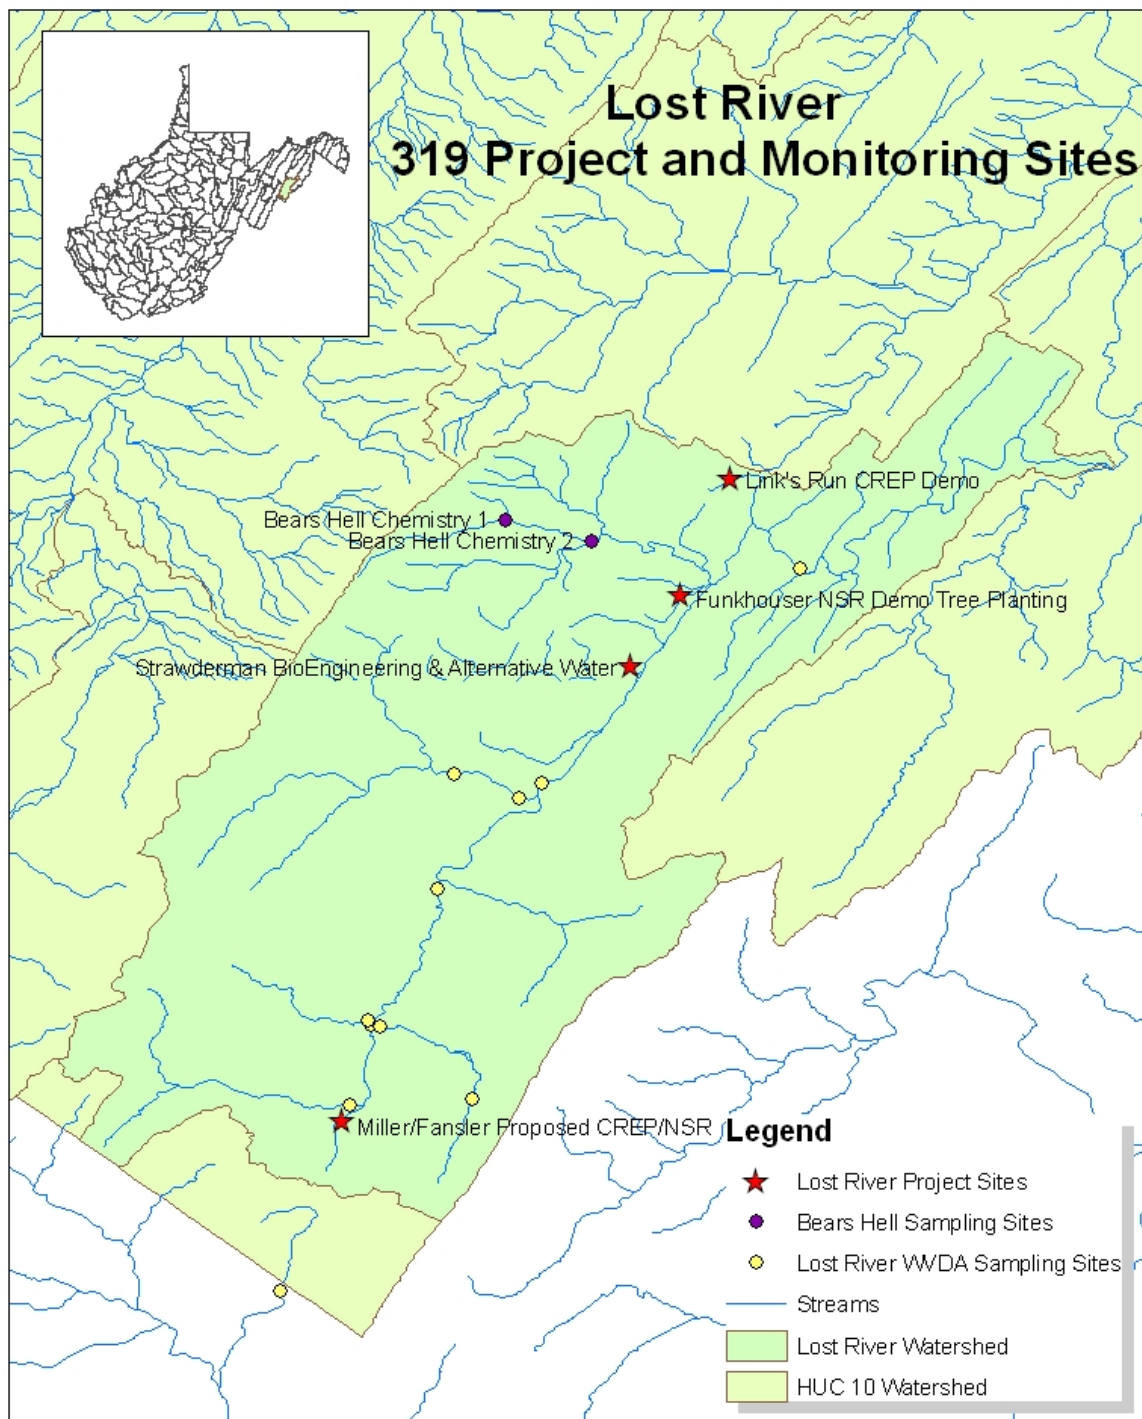 Lost River
319 Project and Monitoring Sites
Link's Run CREP Demo
Bears Hell Chemistry 1
Bears Hell Chemistry 2
Funkhouser NSR Demo Tree Planting
Strawderman BioEngineering & Alternative Water
Miller/Fansler Proposed CREP/NSR
Legend
Lost River Project Sites
Bears Hell Sampling Sites
Lost River WVDA Sampling Sites
Streams
Lost River Watershed
HUC 10 Watershed